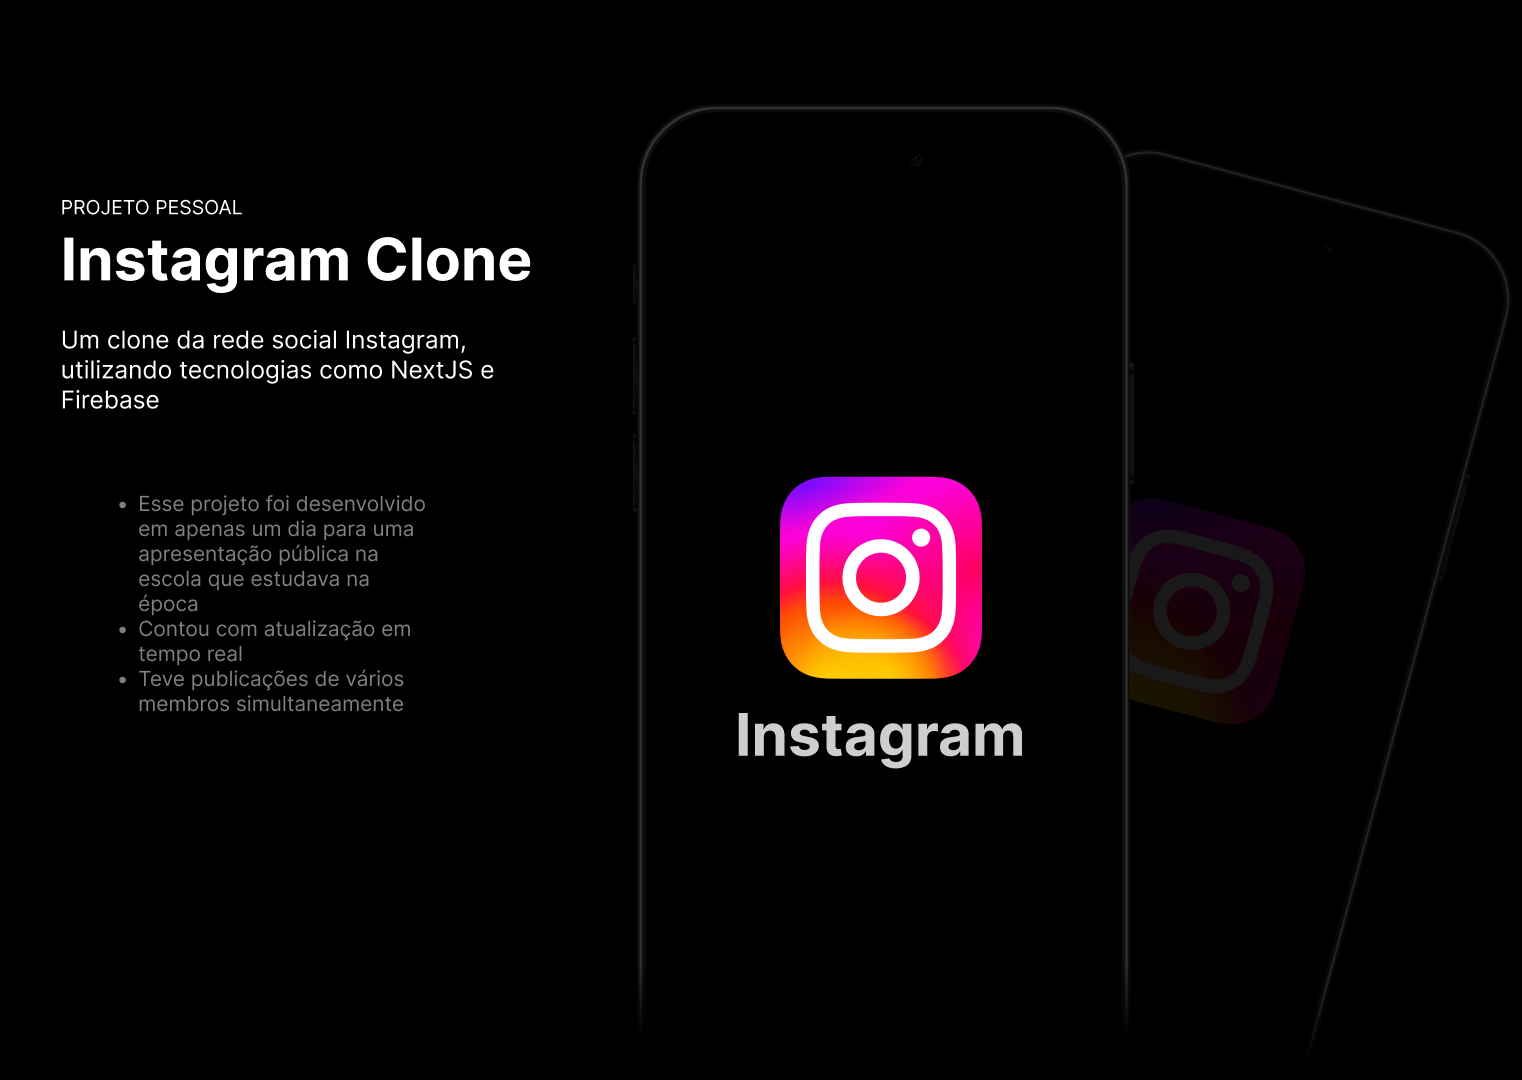 PROJETO PESSOAL
Instagram Clone
Um clone da rede social Instagram,
utilizando tecnologias como NextJS e
Firebase
• Esse projeto foi desenvolvido
em apenas um dia para uma
apresentação pública na
escola que estudava na
época
• Contou com atualização em
tempo real
• Teve publicações de vários
membros simultaneamente
Instagram